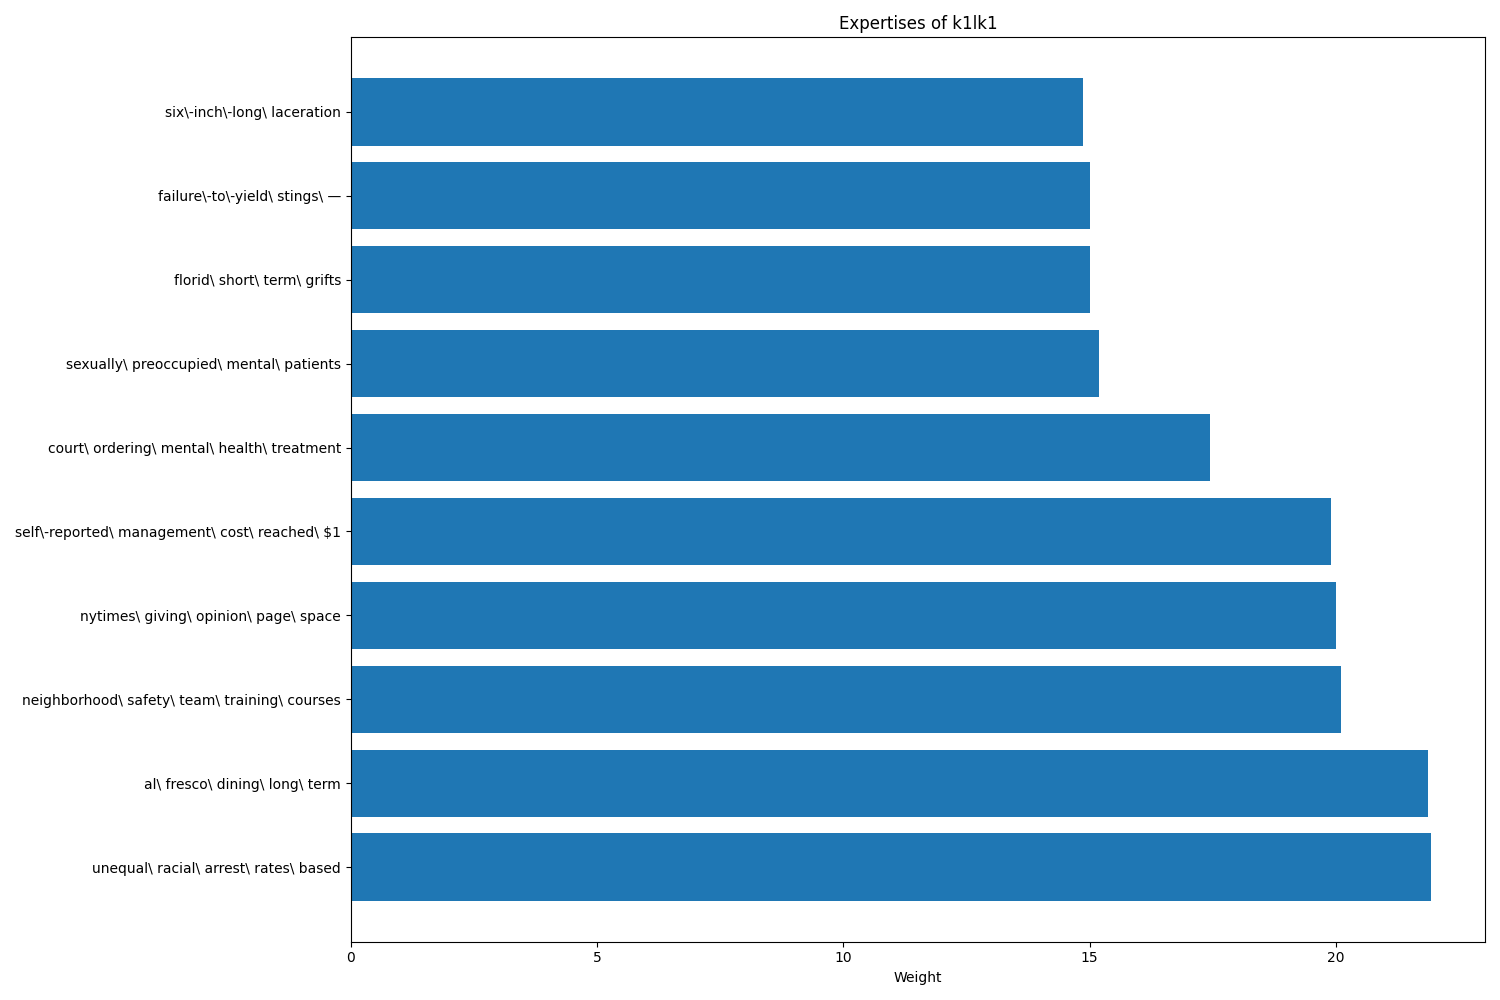 Expertises of k1lk1
six\-inch\-long\ laceration
failure\-to\-yield\ stings\ —
florid\ short\ term\ grifts
sexually\ preoccupied\ mental\ patients
court\ ordering\ mental\ health\ treatment
self\-reported\ management\ cost\ reached\ $1
nytimes\ giving\ opinion\ page\ space
neighborhood\ safety\ team\ training\ courses
al\ fresco\ dining\ long\ term
unequal\ racial\ arrest\ rates\ based
0 5 10 15 20
Weight